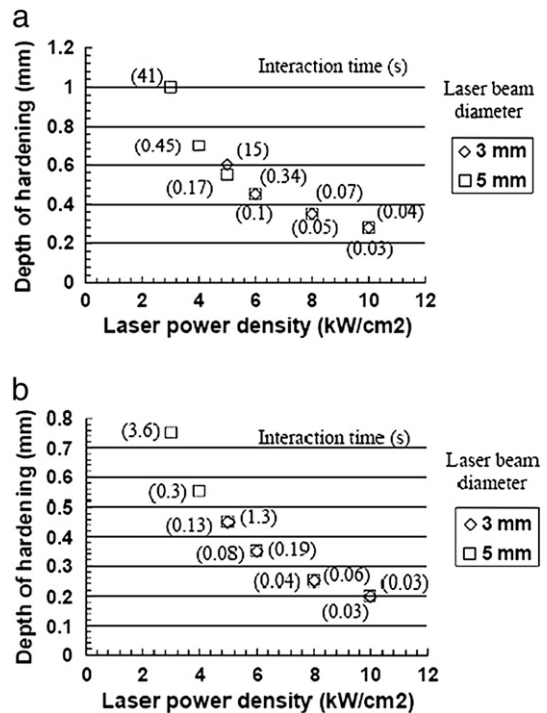 a
1.2
Interaction time (s)
(41)
1
0.8
(0.45)
(15)
0.6
(0.17)
(0.34)
(0.07)
0.4
(0.1)
(0.05)
(0.04)
0.2
(0.03)
0
0 2 4 6 8 10 12
Depth of hardening (mm)
Laser power density (kW/cm2)
Laser beam
diameter
3 mm
5 mm
b
0.8
(3.6)
Interaction time (s)
0.7
0.6
(0.3)
0.5
(0.13)
(1.3)
0.4
(0.08)
(0.19)
0.3
(0.04)
(0.06)
(0.03)
0.2
(0.03)
0.1
0
0 2 4 6 8 10 12
Depth of hardening (mm)
Laser power density (kW/cm2)
Laser beam
diameter
3 mm
5 mm